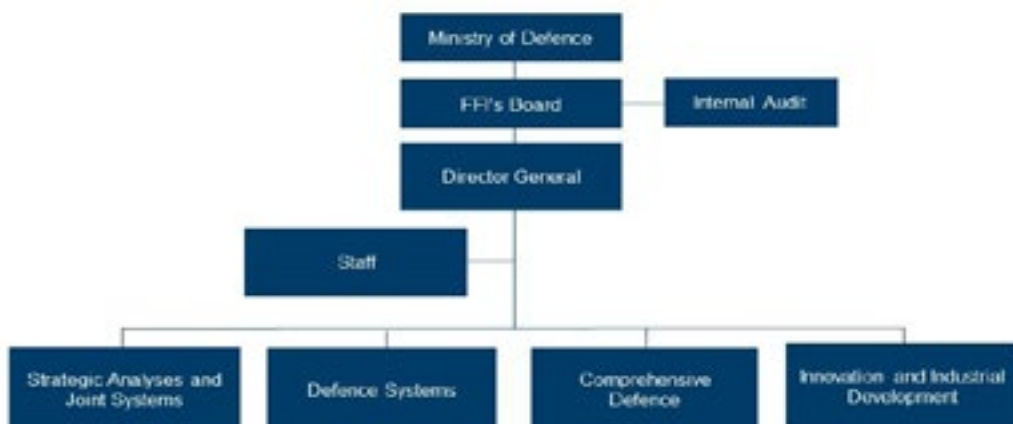 Ministry of Defence
FFI's Board
Internal Audit
Director General
Staff
Strategic Analyses and
Joint Systems
Defence Systems
Comprehensive
Defence
Innovation and Industrial
Development